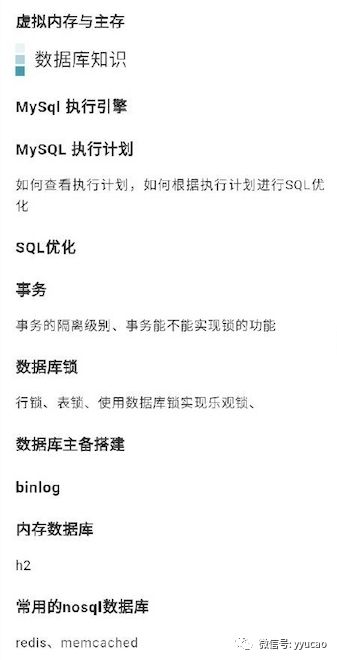 虚拟内存与主存
数据库知识
MySql 执行引擎
MySQL 执行计划
如何查看执行计划，如何根据执行计划进行SQL优
化
SQL优化
事务
事务的隔离级别、事务能不能实现锁的功能
数据库锁
行锁、表锁、使用数据库锁实现乐观锁、
数据库主备搭建
binlog
内存数据库
h2
常用的nosql数据库
redis、memcached
微信号: yyucao